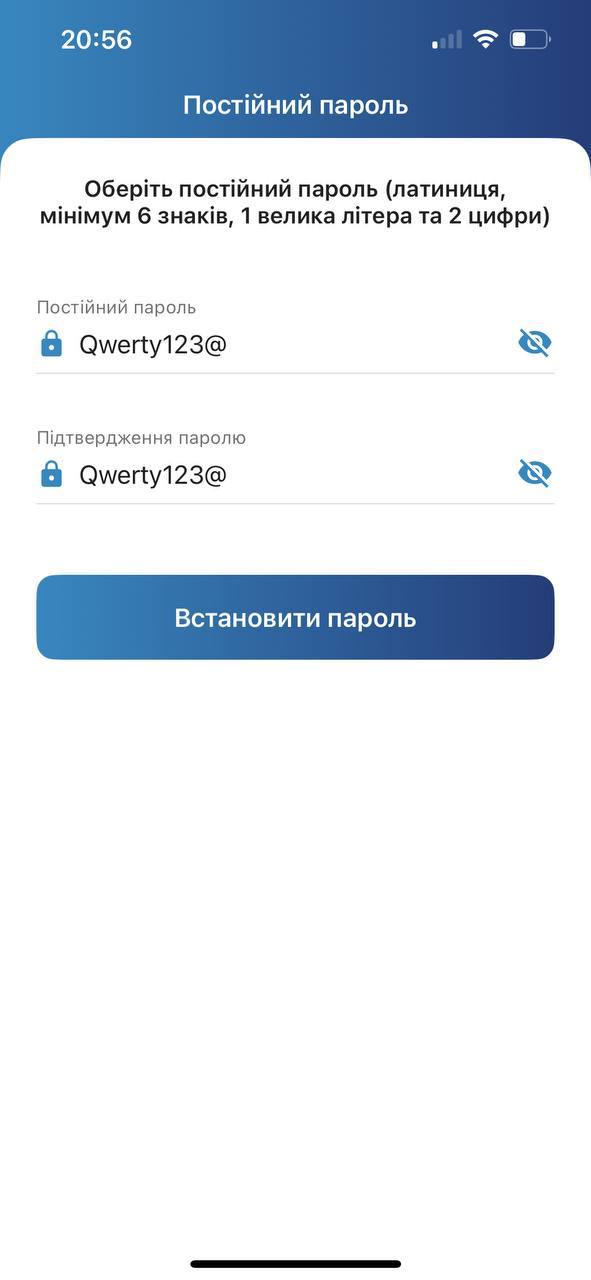 20:56
Постійний пароль
Оберіть постійний пароль (латиниця,
мінімум 6 знаків, 1 велика літера та 2 цифри)
Постійний пароль
Qwerty123@
Підтвердження паролю
Qwerty123@
Встановити пароль